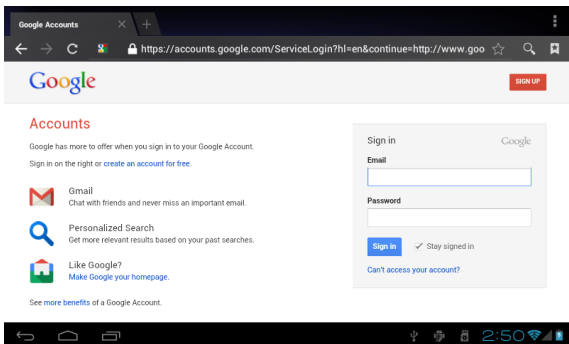 Google Accounts
https://accounts.google.com/ServiceLogin?hl=en&continue=http://www.goo
Google
SIGN UP
Accounts
Google has more to offer when you sign in to your Google Account.
Sign in on the right or create an account for free.
Gmail
Chat with friends and never miss an important email.
Personalized Search
Get more relevant results based on your past searches.
Like Google?
Make Google your homepage.
See more benefits of a Google Account.
Sign in Google
Email
Password
Sign in Stay signed in
Can't access your account?
2:50